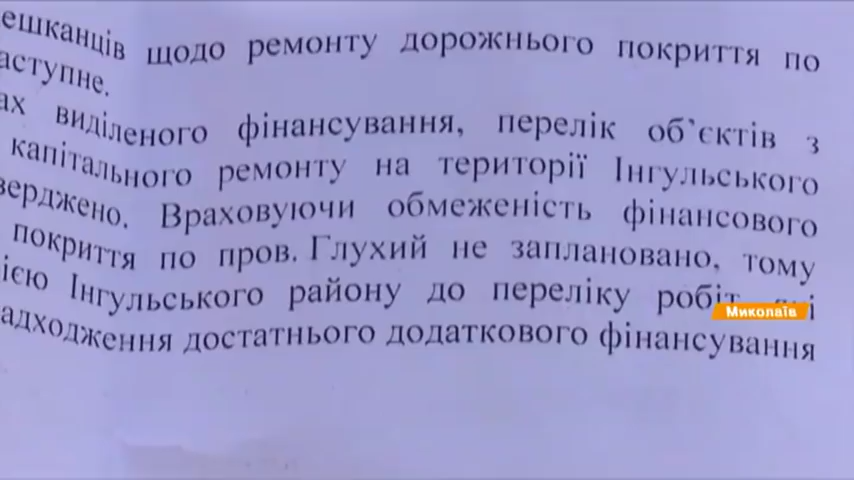 ешканців щодо ремонту дорожнього покриття по
аступне.
ах виділеного фінансування, перелік об`єктів з
капітального ремонту на території Інгульського
верджено. Враховуючи обмеженість фінансового
покриття по пров. Глухий не заплановано, тому
ією Інгульського району до переліку робіт
адходження достатнього додаткового фінансування
Миколаїв